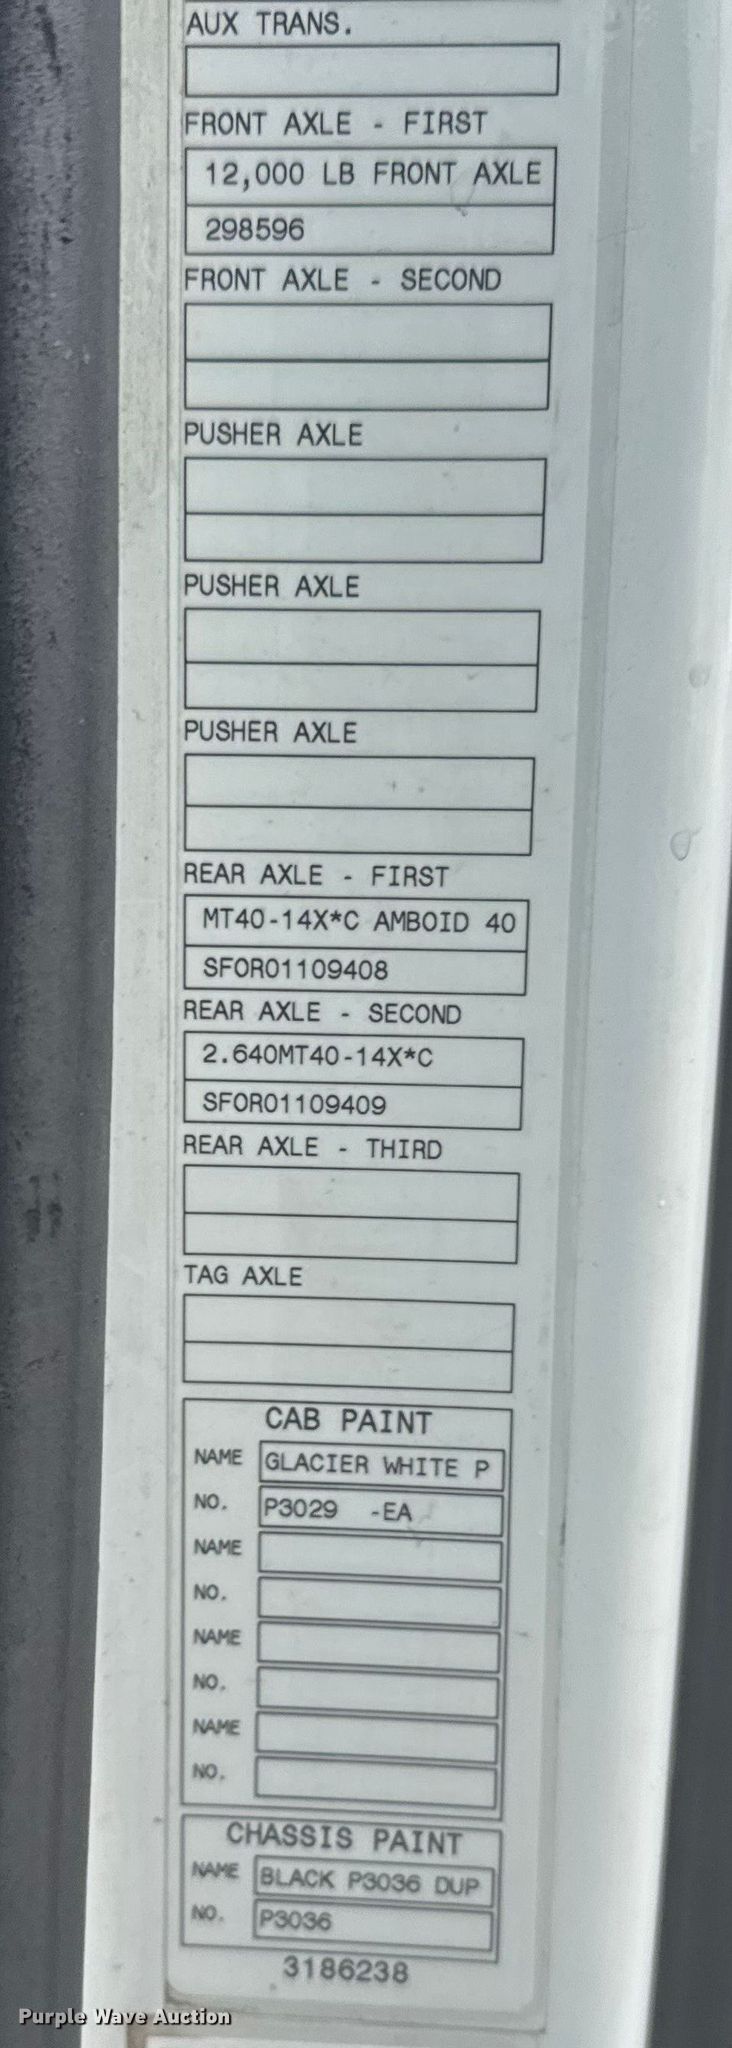 AUX TRANS.
FRONT AXLE - FIRST
12,000 LB FRONT AXLE
298596
FRONT AXLE - SECOND
PUSHER AXLE
PUSHER AXLE
PUSHER AXLE
REAR AXLE - FIRST
MT40-14X*C AMBOID 40
SFOR01109408
REAR AXLE - SECOND
2.640MT40-14X*C
SFOR01109409
REAR AXLE - THIRD
TAG AXLE
CAB PAINT
NAME GLACIER WHITE P
NO. P3029 -EA
NAME
NO.
NAME
NO.
NAME
NO.
CHASSIS PAINT
NAME BLACK P3036 DUP
NO. P3036
3186238
Purple Wave Auction